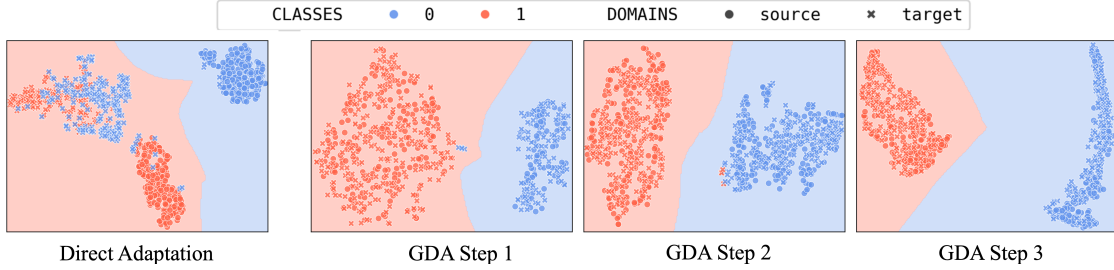 CLASSES 0 1 DOMAINS source target
Direct Adaptation GDA Step 1 GDA Step 2 GDA Step 3